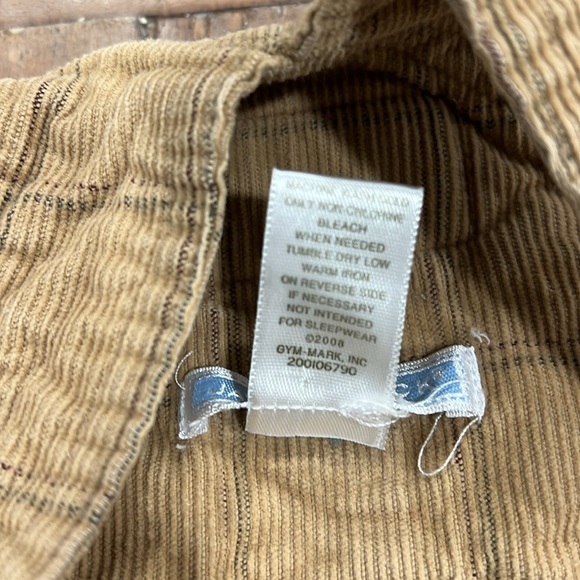 MACHINE WASH COLD
ONLY NON-CHLORINE
BLEACH
WHEN NEEDED
TUMBLE DRY LOW
WARM IRON
ON REVERSE SIDE
IF NECESSARY
NOT INTENDED
FOR SLEEPWEAR
©2008
GYM-MARK, INC
200106790